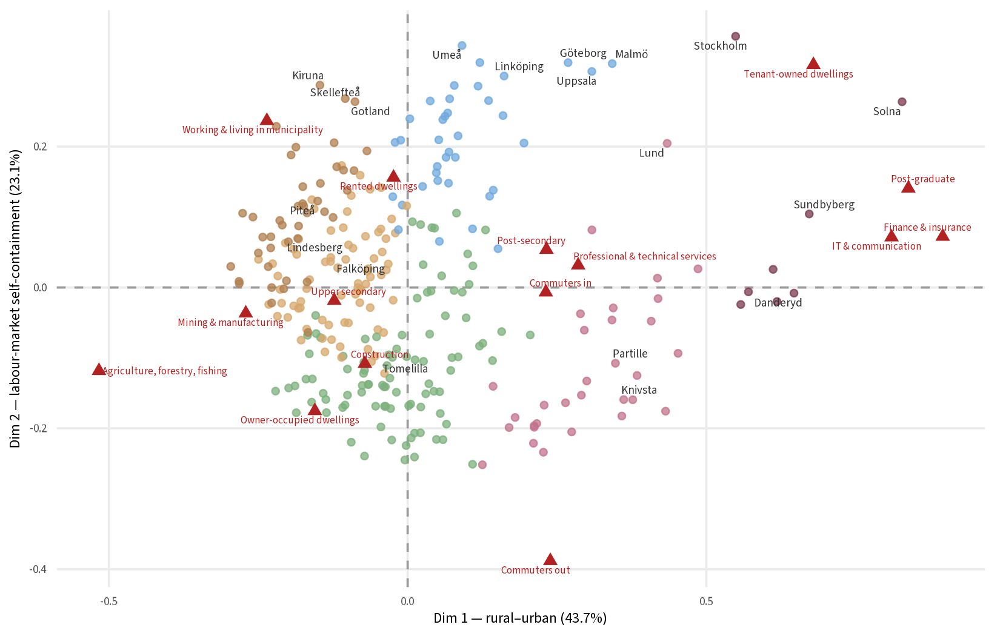 Stockholm
Umeå
Göteborg
Malmö
Linköping
Tenant-owned dwellings
Kiruna
Uppsala
Skellefteå
Gotland
Solna
Working & living in municipality
0.2
Lund
Post-graduate
Rented dwellings
Sundbyberg
Piteå
Finance & insurance
Post-secondary
IT & communication
Lindesberg
Professional & technical services
Falköping
Commuters in
0.0
Upper secondary
Danderyd
Mining & manufacturing
Construction
Partille
Tomelilla
Agriculture, forestry, fishing
Knivsta
Owner-occupied dwellings
-0.2
-0.4
Commuters out
-0.5
0.0
0.5
Dim 1 — rural–urban (43.7%)
Dim 2 — labour-market self-containment (23.1%)